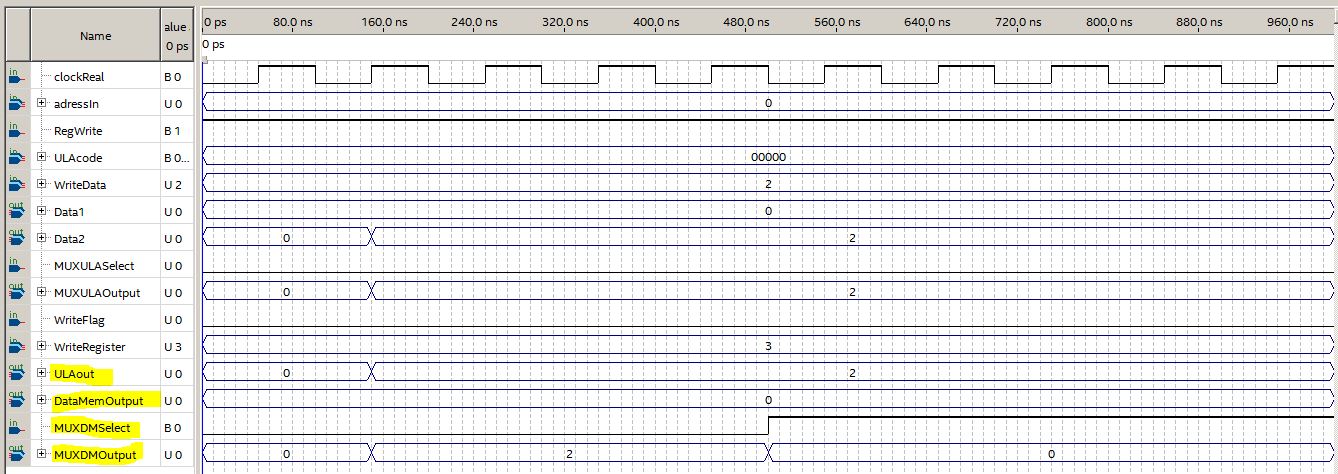 Name
alue
0 ps
0 ps 80.0 ns 160.0 ns 240.0 ns 320.0 ns 400.0 ns 480.0 ns 560.0 ns 640.0 ns 720.0 ns 800.0 ns 880.0 ns 960.0 ns
0 ps
in clockReal B 0
in adressIn U 0 0
in RegWrite B 1
in ULAcode B 0... 00000
in WriteData U 2 2
out Data1 U 0 0
out Data2 U 0 0 2
in MUXULASelect U 0
out MUXULAOutput U 0 0 2
in WriteFlag U 0
in WriteRegister U 3 3
out ULAout U 0 0 2
out DataMemOutput U 0 0
in MUXDMSelect B 0
out MUXDMOutput U 0 0 2 0